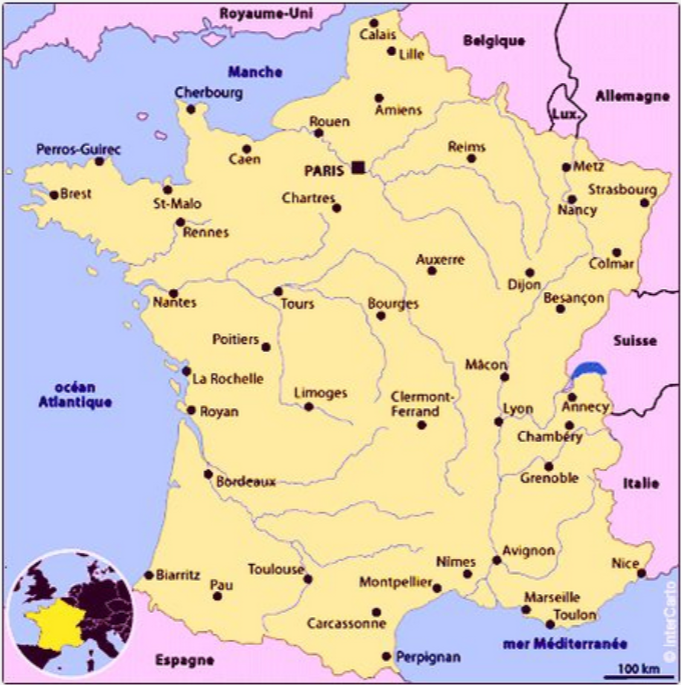 Royaume-Uni
Calais
Lille
Belgique
Manche
Allemagne
Cherbourg
Amiens
Lux.
Rouen
Perros-Guirec
Caen
Reims
PARIS
Metz
Brest
St-Malo
Chartres
Strasbourg
Nancy
Rennes
Auxerre
Colmar
Dijon
Nantes
Tours
Bourges
Besançon
Poitiers
Suisse
Mâcon
La Rochelle
océan
Atlantique
Limoges
Clermont-
Ferrand
Lyon
Annecy
Royan
Chambéry
Bordeaux
Grenoble
Italie
Avignon
Biarritz
Toulouse
Nîmes
Nice
Pau
Montpellier
Marseille
Carcassonne
Toulon
mer Méditerranée
Espagne
Perpignan
100 km
© InterCarto